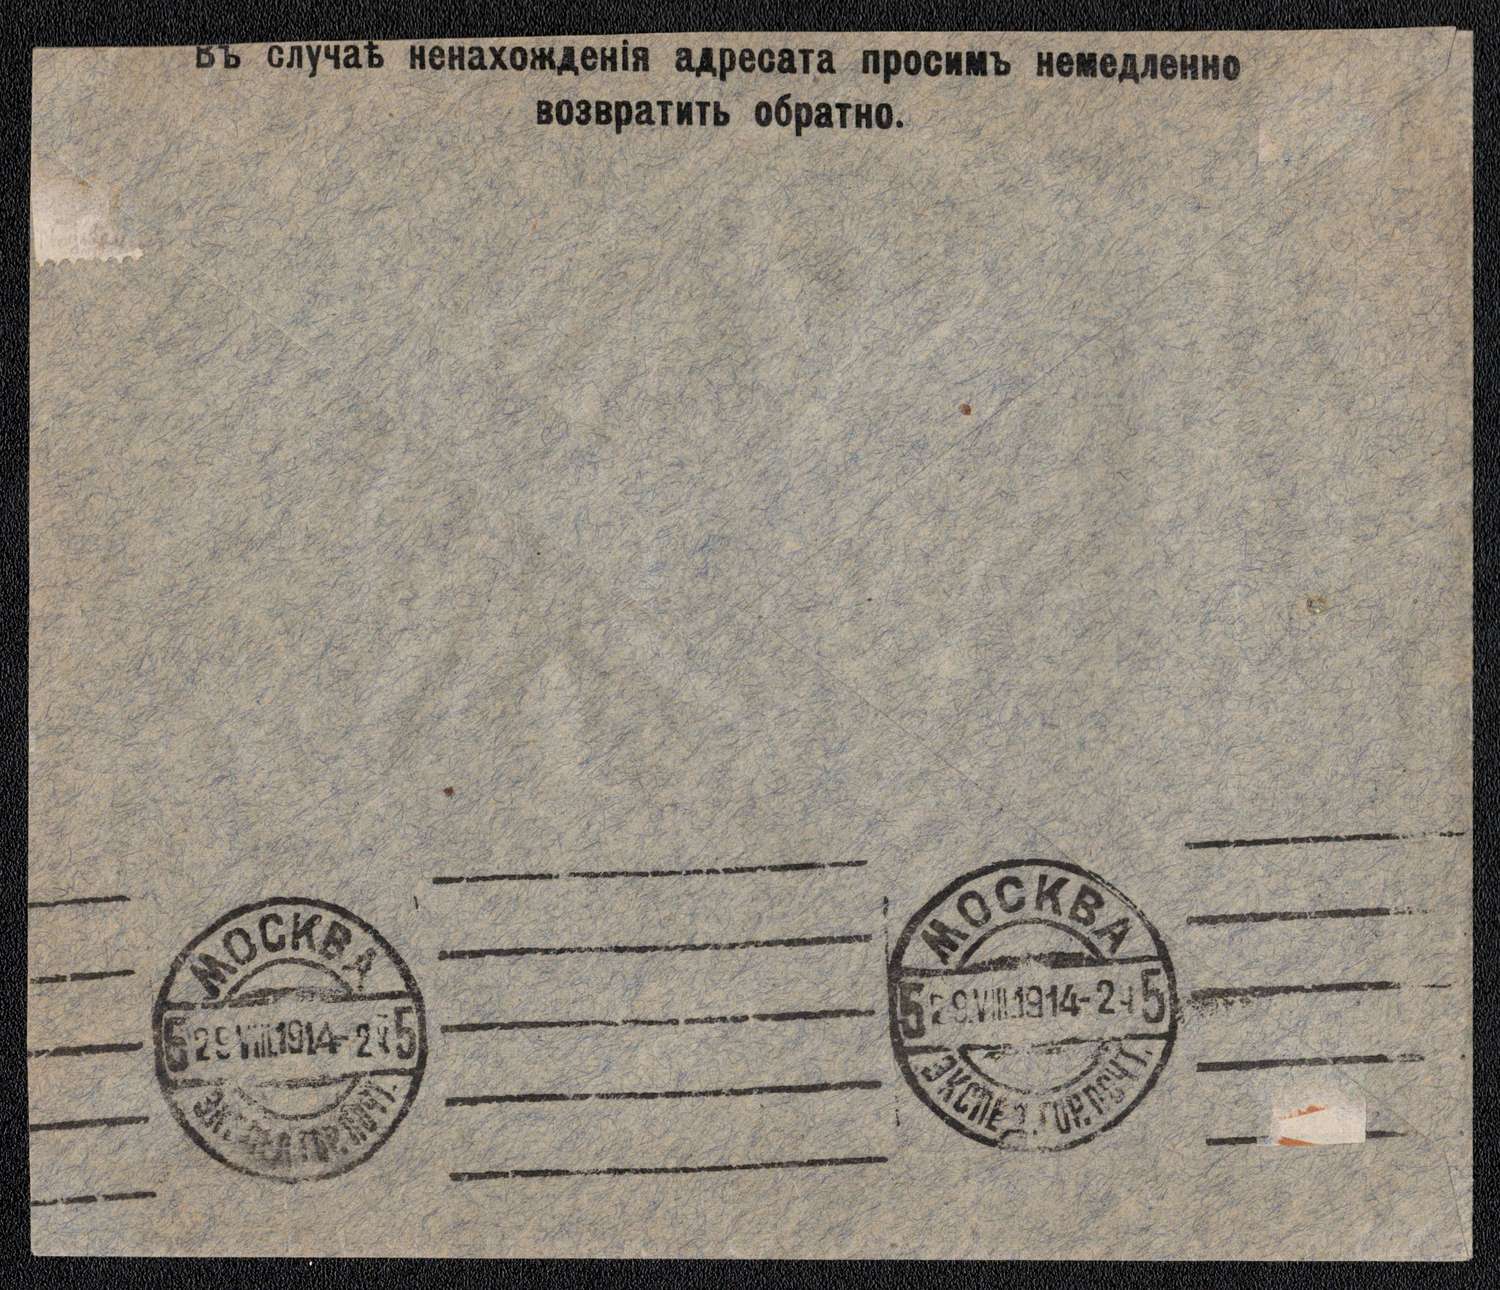 Въ случаѣ ненахожденія адресата просимъ немедленно
возвратить обратно.
МОСКВА
5 29.VIII.1914-2 5
ГОР.ПОЧТ.
МОСКВА
5 29.VIII.1914-2 5
ЭКСПЕД.ГОР.ПОЧТ.